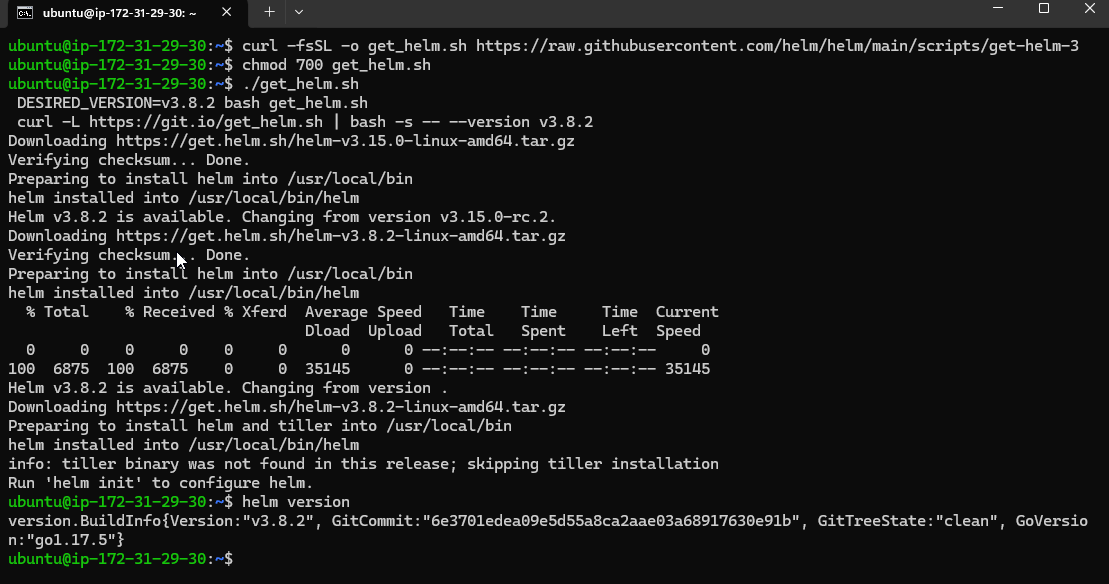 ubuntu@ip-172-31-29-30: ~
ubuntu@ip-172-31-29-30:~$ curl -fsSL -o get_helm.sh https://raw.githubusercontent.com/helm/helm/main/scripts/get-helm-3
ubuntu@ip-172-31-29-30:~$ chmod 700 get_helm.sh
ubuntu@ip-172-31-29-30:~$ ./get_helm.sh
 DESIRED_VERSION=v3.8.2 bash get_helm.sh
 curl -L https://git.io/get_helm.sh | bash -s -- --version v3.8.2
Downloading https://get.helm.sh/helm-v3.15.0-linux-amd64.tar.gz
Verifying checksum... Done.
Preparing to install helm into /usr/local/bin
helm installed into /usr/local/bin/helm
Helm v3.8.2 is available. Changing from version v3.15.0-rc.2.
Downloading https://get.helm.sh/helm-v3.8.2-linux-amd64.tar.gz
Verifying checksum... Done.
Preparing to install helm into /usr/local/bin
helm installed into /usr/local/bin/helm
  % Total    % Received % Xferd  Average Speed   Time    Time     Time  Current
                                 Dload  Upload   Total   Spent    Left  Speed
  0     0    0     0    0     0      0      0 --:--:-- --:--:-- --:--:--     0
100  6875  100  6875    0     0  35145      0 --:--:-- --:--:-- --:--:-- 35145
Helm v3.8.2 is available. Changing from version .
Downloading https://get.helm.sh/helm-v3.8.2-linux-amd64.tar.gz
Preparing to install helm and tiller into /usr/local/bin
helm installed into /usr/local/bin/helm
info: tiller binary was not found in this release; skipping tiller installation
Run 'helm init' to configure helm.
ubuntu@ip-172-31-29-30:~$ helm version
version.BuildInfo{Version:"v3.8.2", GitCommit:"6e3701edea09e5d55a8ca2aae03a68917630e91b", GitTreeState:"clean", GoVersio
n:"go1.17.5"}
ubuntu@ip-172-31-29-30:~$